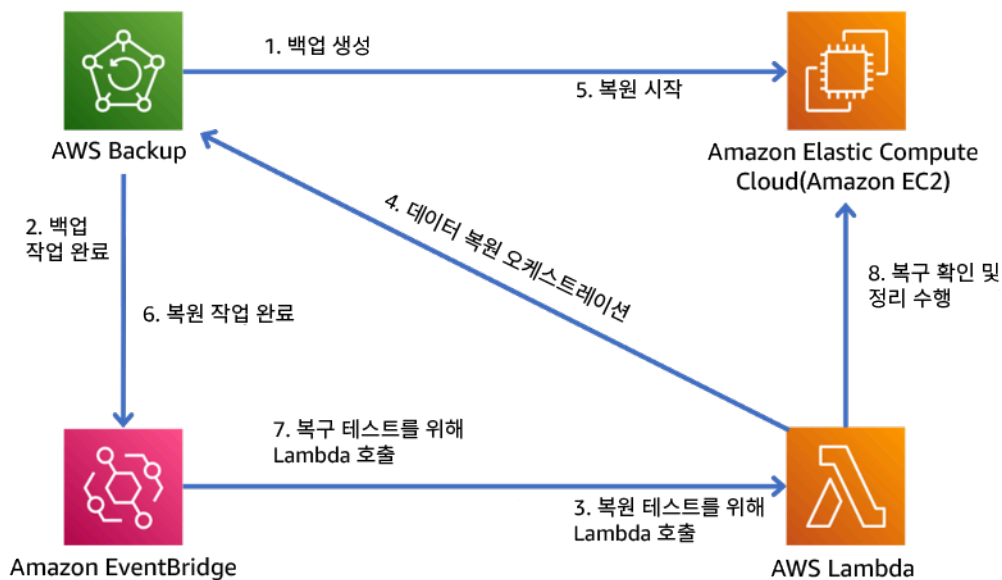 1. 백업 생성
5. 복원 시작
AWS Backup
Amazon Elastic Compute
Cloud(Amazon EC2)
2. 백업
작업 완료
4. 데이터 복원 오케스트레이션
8. 복구 확인 및
정리 수행
6. 복원 작업 완료
7. 복구 테스트를 위해
Lambda 호출
3. 복원 테스트를 위해
Lambda 호출
Amazon EventBridge
AWS Lambda